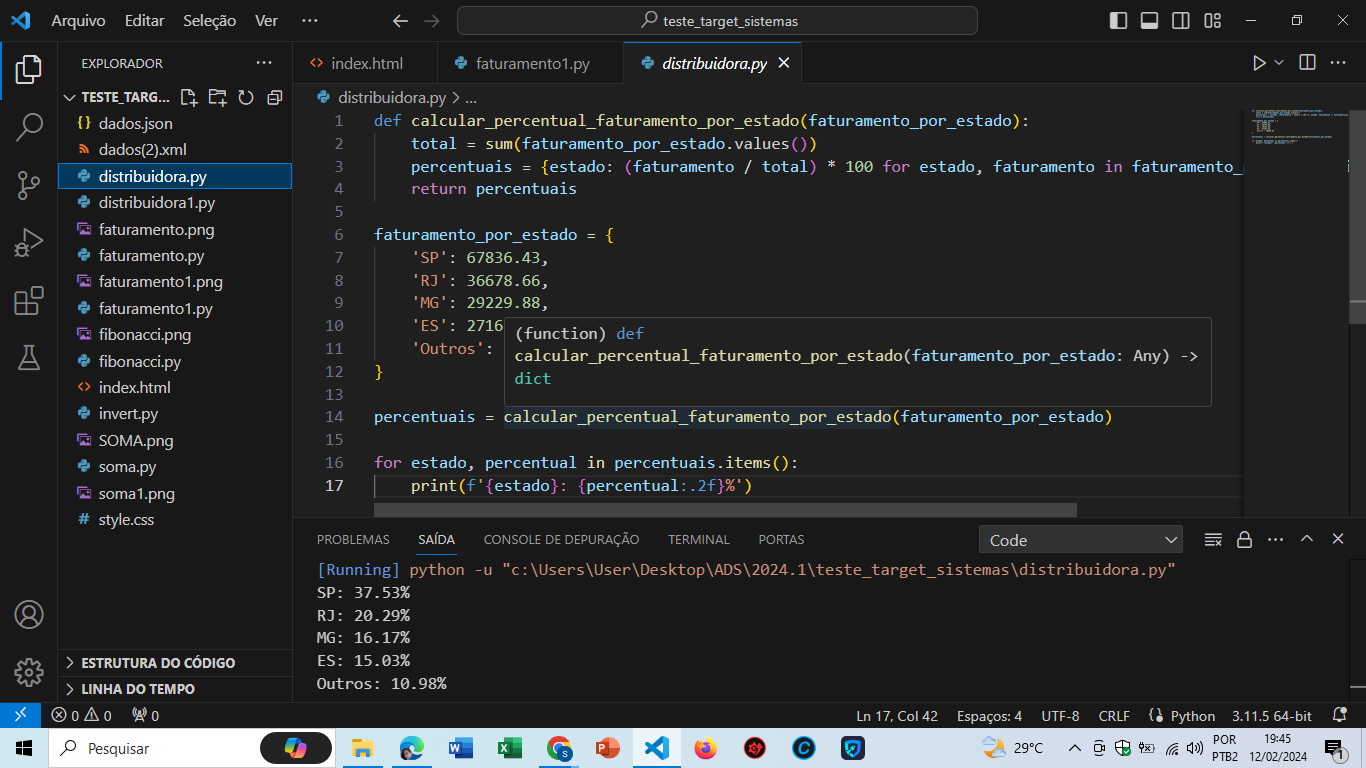 Arquivo Editar Seleção Ver ···
teste_target_sistemas
EXPLORADOR ···
index.html
faturamento1.py
distribuidora.py
TESTE_TARG...
dados.json
dados(2).xml
distribuidora.py
distribuidora1.py
faturamento.png
faturamento.py
faturamento1.png
faturamento1.py
fibonacci.png
fibonacci.py
index.html
invert.py
SOMA.png
soma.py
soma1.png
style.css
ESTRUTURA DO CÓDIGO
LINHA DO TEMPO
distribuidora.py > ...
1 def calcular_percentual_faturamento_por_estado(faturamento_por_estado):
2 total = sum(faturamento_por_estado.values())
3 percentuais = {estado: (faturamento / total) * 100 for estado, faturamento in faturamento_
4 return percentuais
5
6 faturamento_por_estado = {
7 'SP': 67836.43,
8 'RJ': 36678.66,
9 'MG': 29229.88,
10 'ES': 2716
11 'Outros':
12 }
13
(function) def
calcular_percentual_faturamento_por_estado(faturamento_por_estado: Any) ->
dict
14 percentuais = calcular_percentual_faturamento_por_estado(faturamento_por_estado)
15
16 for estado, percentual in percentuais.items():
17 print(f'{estado}: {percentual:.2f}%')
PROBLEMAS SAÍDA CONSOLE DE DEPURAÇÃO TERMINAL PORTAS
Code
[Running] python -u "c:\Users\User\Desktop\ADS\2024.1\teste_target_sistemas\distribuidora.py"
SP: 37.53%
RJ: 20.29%
MG: 16.17%
ES: 15.03%
Outros: 10.98%
0 0 0
Ln 17, Col 42 Espaços: 4 UTF-8 CRLF Python 3.11.5 64-bit
Pesquisar
29°C
POR
PTB2
19:45
12/02/2024
1